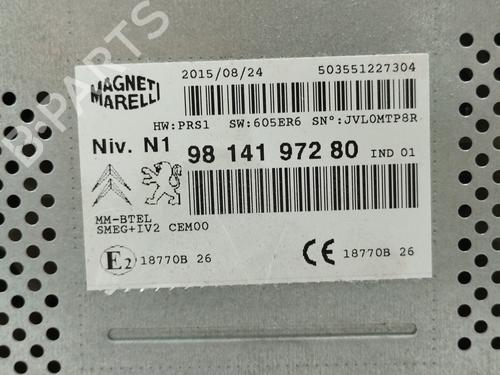 MAGNETI MARELLI
2015/08/24 503551227304
HW:PRS1 SW:605ER6 SN°:JVL0MTP8R
Niv. N1 98 141 972 80 IND 01
MM-BTEL
SMEG+IV2 CEM00
E2 18770B 26 CE 18770B 26
B-PARTS